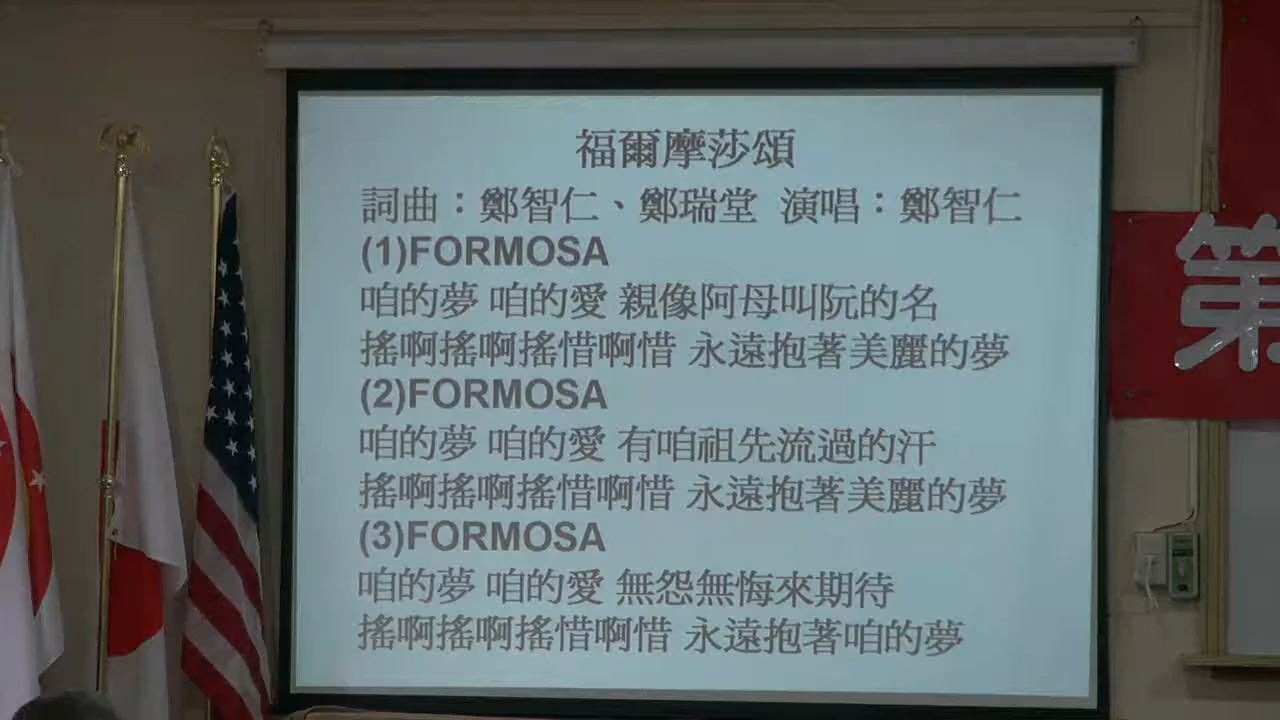 福爾摩莎頌
詞曲：鄭智仁、鄭瑞堂 演唱：鄭智仁
(1)FORMOSA
咱的夢 咱的愛 親像阿母叫阮的名
搖啊搖啊搖惜啊惜 永遠抱著美麗的夢
(2)FORMOSA
咱的夢 咱的愛 有咱祖先流過的汗
搖啊搖啊搖惜啊惜 永遠抱著美麗的夢
(3)FORMOSA
咱的夢 咱的愛 無怨無悔來期待
搖啊搖啊搖惜啊惜 永遠抱著咱的夢
第